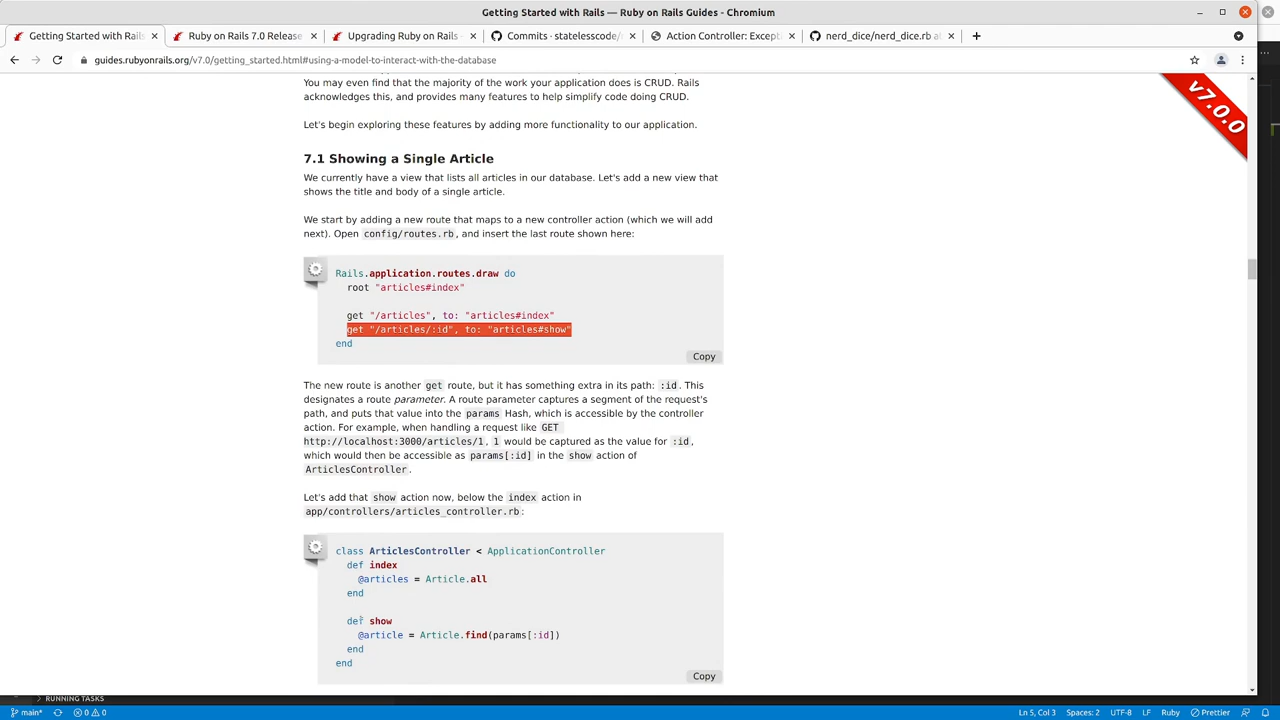 Getting Started with Rails — Ruby on Rails Guides - Chromium
Getting Started with Rails
Ruby on Rails 7.0 Release
Upgrading Ruby on Rails -
Commits · statelesscode/
Action Controller: Except
nerd_dice/nerd_dice.rb at
guides.rubyonrails.org/v7.0/getting_started.html#using-a-model-to-interact-with-the-database
v7.0.0
You may even find that the majority of the work your application does is CRUD. Rails
acknowledges this, and provides many features to help simplify code doing CRUD.
Let's begin exploring these features by adding more functionality to our application.
7.1 Showing a Single Article
We currently have a view that lists all articles in our database. Let's add a new view that
shows the title and body of a single article.
We start by adding a new route that maps to a new controller action (which we will add
next). Open config/routes.rb, and insert the last route shown here:
Rails.application.routes.draw do
root "articles#index"
get "/articles", to: "articles#index"
get "/articles/:id", to: "articles#show"
end
Copy
The new route is another get route, but it has something extra in its path: :id. This
designates a route parameter. A route parameter captures a segment of the request's
path, and puts that value into the params Hash, which is accessible by the controller
action. For example, when handling a request like GET
http://localhost:3000/articles/1, 1 would be captured as the value for :id,
which would then be accessible as params[:id] in the show action of
ArticlesController.
Let's add that show action now, below the index action in
app/controllers/articles_controller.rb:
class ArticlesController < ApplicationController
def index
@articles = Article.all
end
def show
@article = Article.find(params[:id])
end
end
Copy
RUNNING TASKS
main*
0 0
Ln 5, Col 3
Spaces: 2
UTF-8
LF
Ruby
Prettier